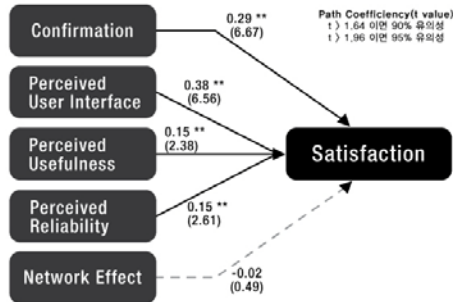 Confirmation
0.29 **
(6.67)
Path Coefficiency(t value)
t > 1.64 이면 90% 유의성
t > 1.96 이면 95% 유의성
Perceived
User Interface
0.38 **
(6.56)
Perceived
Usefulness
0.15 **
(2.38)
Satisfaction
Perceived
Reliability
0.15 **
(2.61)
Network Effect
-0.02
(0.49)